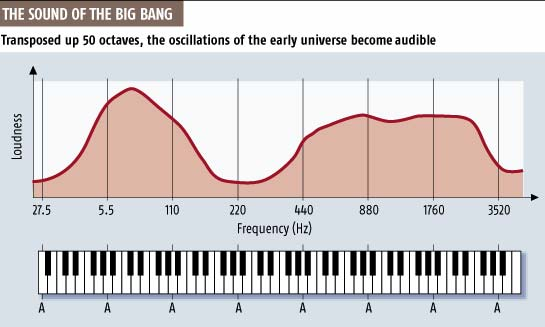 THE SOUND OF THE BIG BANG
Transposed up 50 octaves, the oscillations of the early universe become audible
Loudness
27.5 5.5 110 220 440 880 1760 3520
Frequency (Hz)
A A A A A A A A